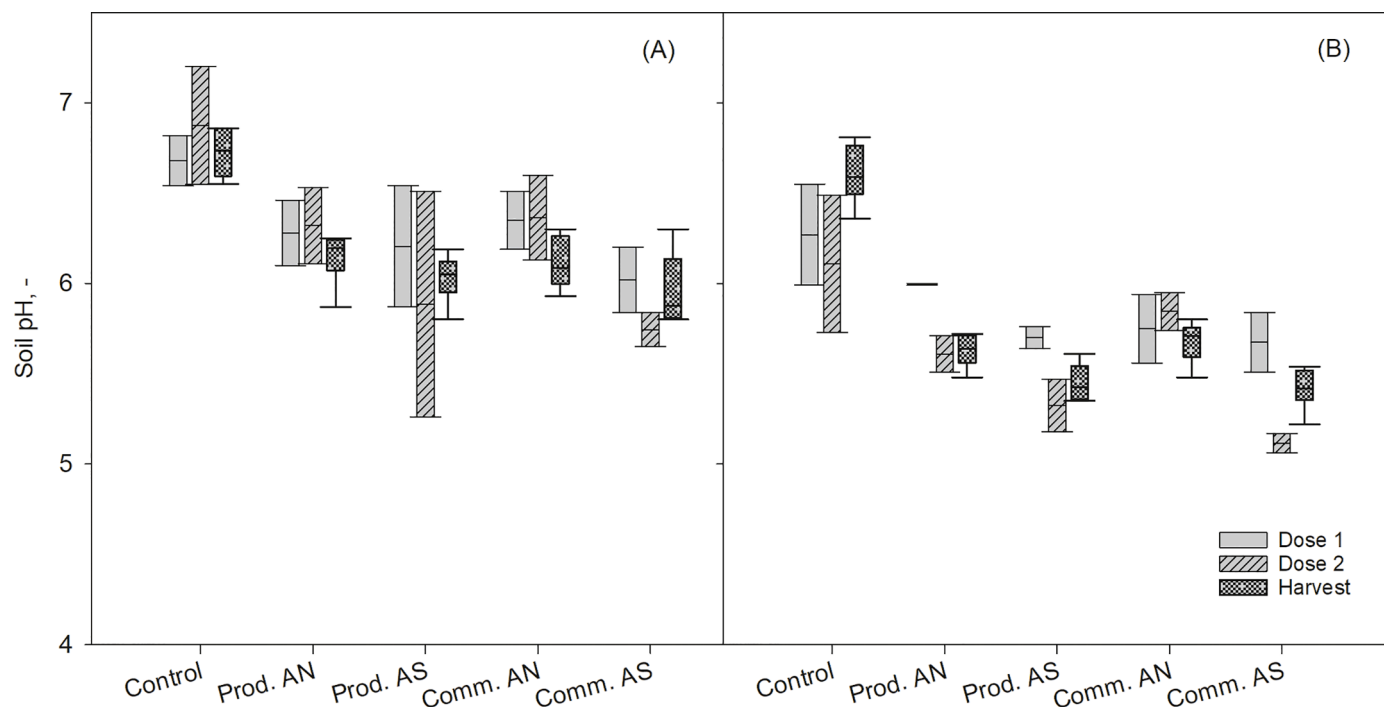 (A) (B)
7
6
5
4
Soil pH, -
Dose 1
Dose 2
Harvest
Control Prod. AN Prod. AS Comm. AN Comm. AS Control Prod. AN Prod. AS Comm. AN Comm. AS